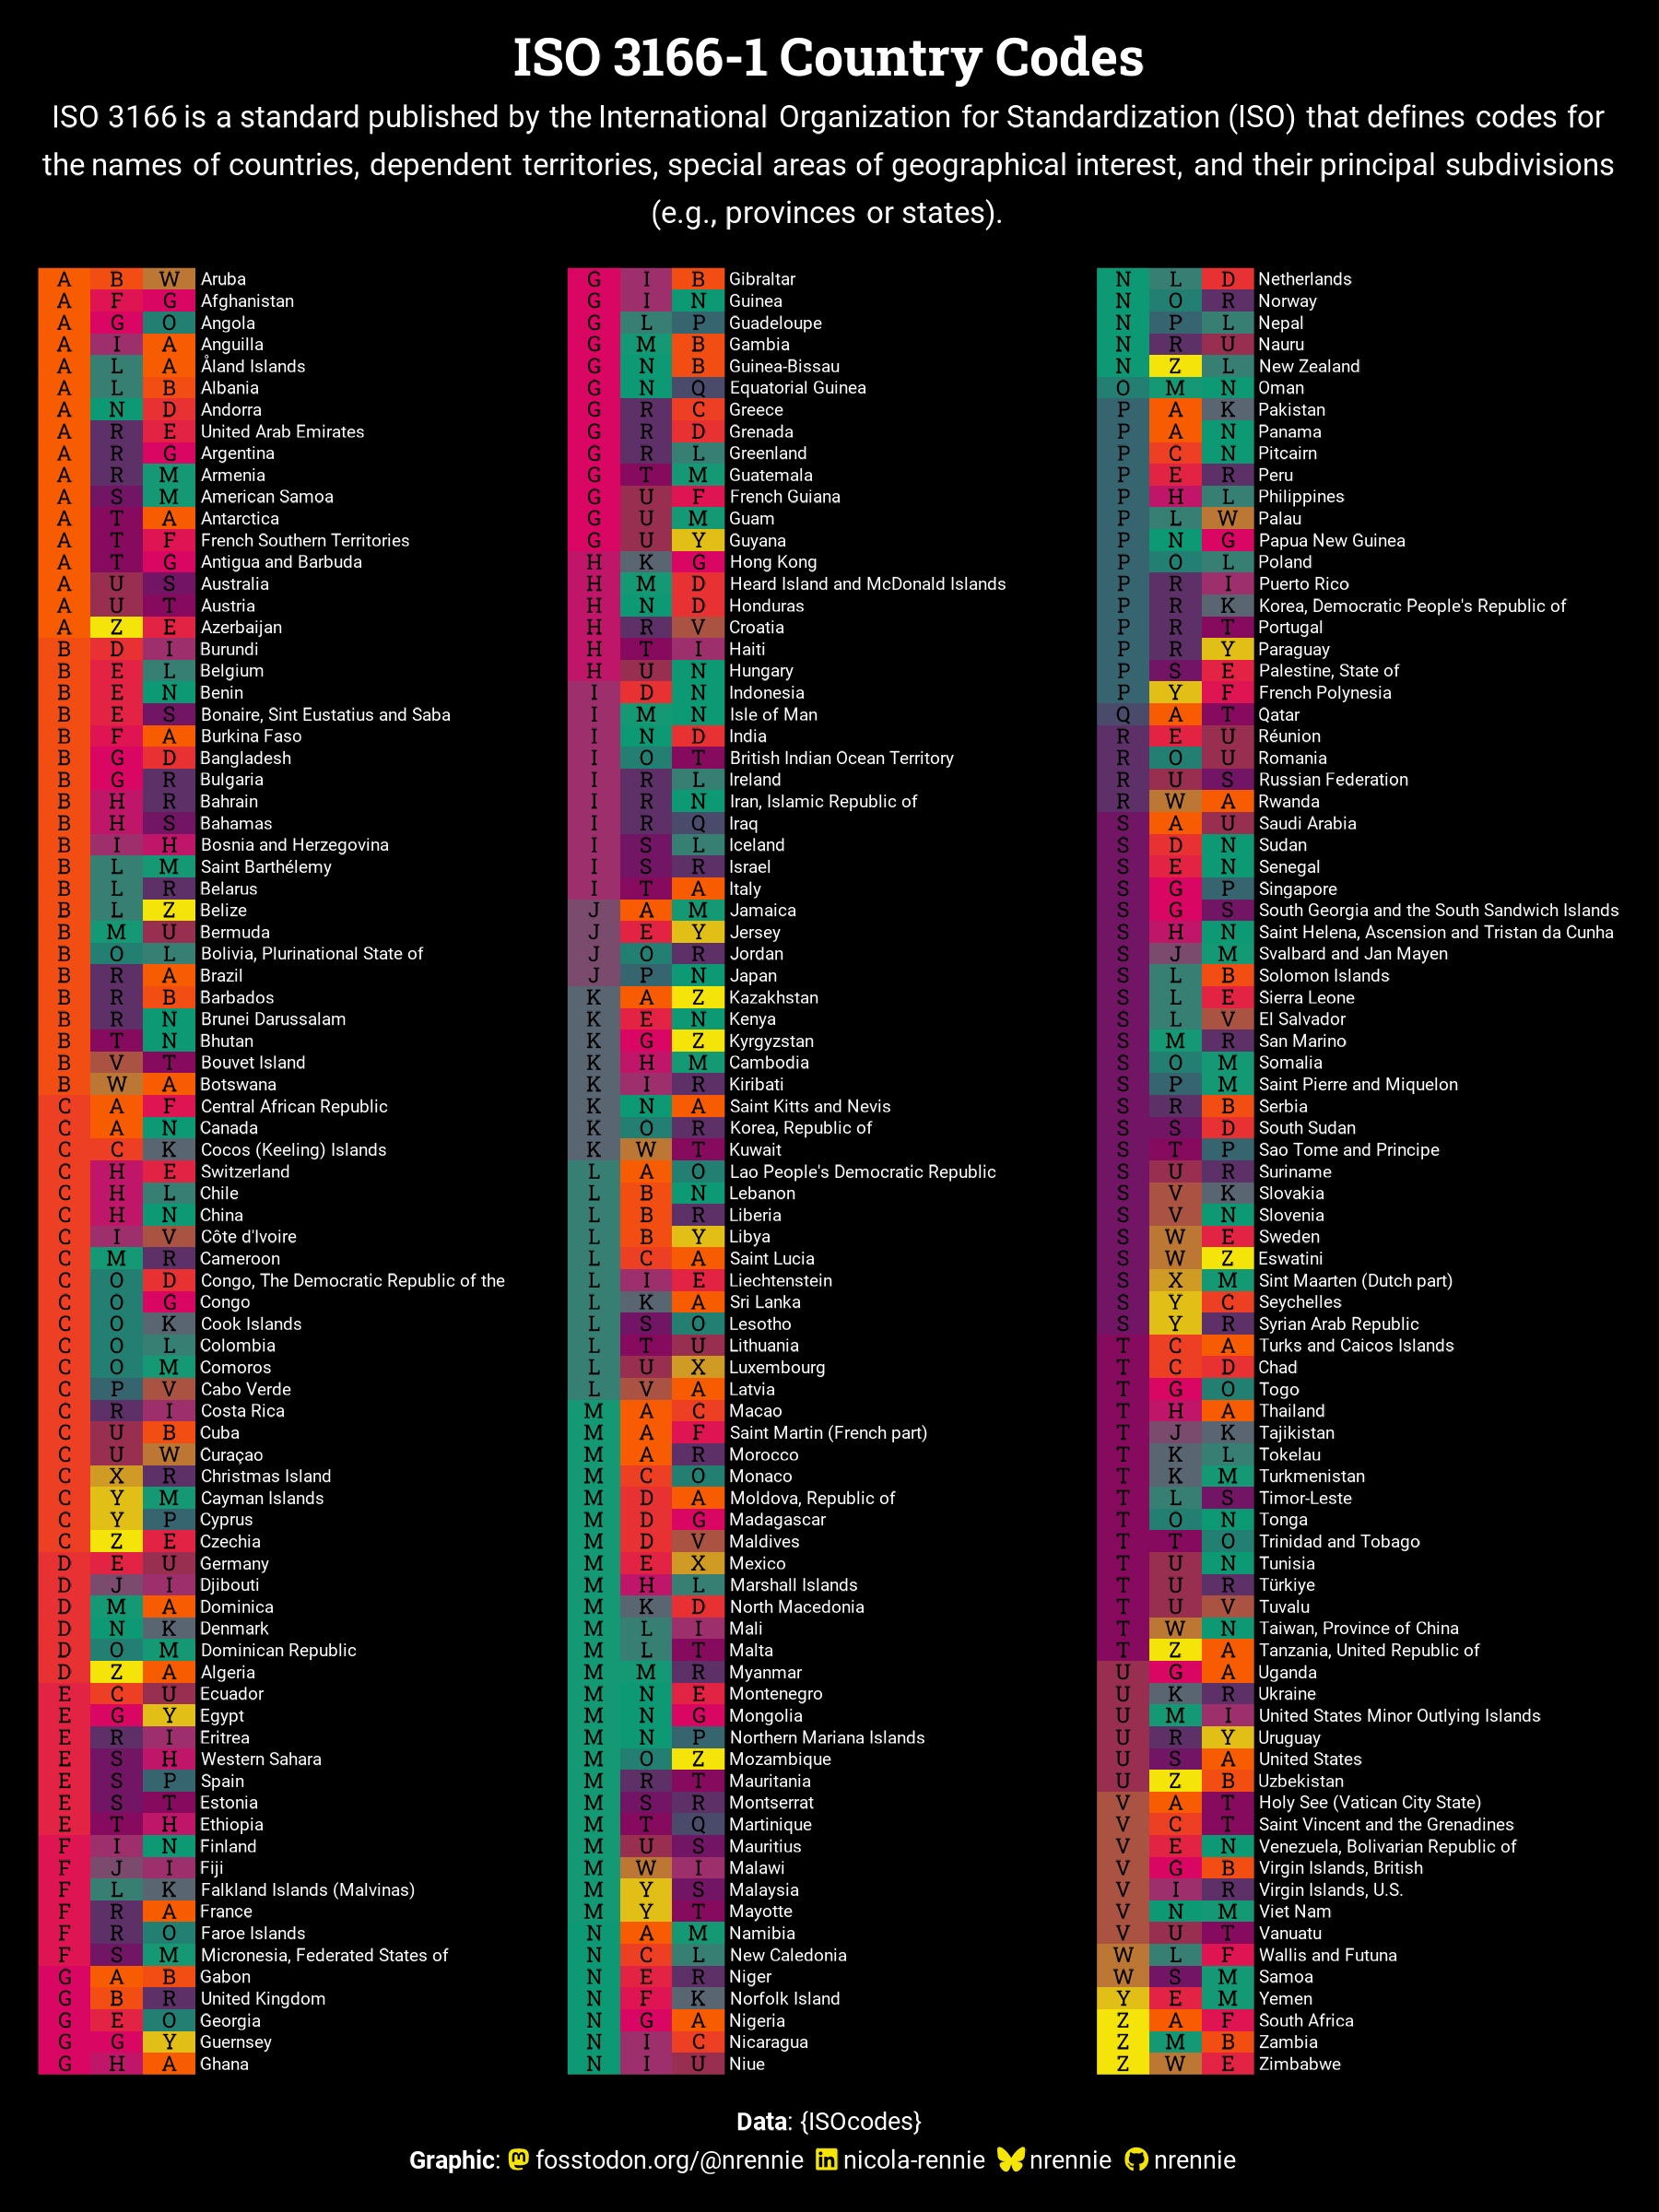 ISO 3166-1 Country Codes
ISO 3166 is a standard published by the International Organization for Standardization (ISO) that defines codes for
the names of countries, dependent territories, special areas of geographical interest, and their principal subdivisions
(e.g., provinces or states).
A B W Aruba
A F G Afghanistan
A G O Angola
A I A Anguilla
A L A Åland Islands
A L B Albania
A N D Andorra
A R E United Arab Emirates
A R G Argentina
A R M Armenia
A S M American Samoa
A T A Antarctica
A T F French Southern Territories
A T G Antigua and Barbuda
A U S Australia
A U T Austria
A Z E Azerbaijan
B D I Burundi
B E L Belgium
B E N Benin
B E S Bonaire, Sint Eustatius and Saba
B F A Burkina Faso
B G D Bangladesh
B G R Bulgaria
B H R Bahrain
B H S Bahamas
B I H Bosnia and Herzegovina
B L M Saint Barthélemy
B L R Belarus
B L Z Belize
B M U Bermuda
B O L Bolivia, Plurinational State of
B R A Brazil
B R B Barbados
B R N Brunei Darussalam
B T N Bhutan
B V T Bouvet Island
B W A Botswana
C A F Central African Republic
C A N Canada
C C K Cocos (Keeling) Islands
C H E Switzerland
C H L Chile
C H N China
C I V Côte d'Ivoire
C M R Cameroon
C O D Congo, The Democratic Republic of the
C O G Congo
C O K Cook Islands
C O L Colombia
C O M Comoros
C P V Cabo Verde
C R I Costa Rica
C U B Cuba
C U W Curaçao
C X R Christmas Island
C Y M Cayman Islands
C Y P Cyprus
C Z E Czechia
D E U Germany
D J I Djibouti
D M A Dominica
D N K Denmark
D O M Dominican Republic
D Z A Algeria
E C U Ecuador
E G Y Egypt
E R I Eritrea
E S H Western Sahara
E S P Spain
E S T Estonia
E T H Ethiopia
F I N Finland
F J I Fiji
F L K Falkland Islands (Malvinas)
F R A France
F R O Faroe Islands
F S M Micronesia, Federated States of
G A B Gabon
G B R United Kingdom
G E O Georgia
G G Y Guernsey
G H A Ghana
G I B Gibraltar
G I N Guinea
G L P Guadeloupe
G M B Gambia
G N B Guinea-Bissau
G N Q Equatorial Guinea
G R C Greece
G R D Grenada
G R L Greenland
G T M Guatemala
G U F French Guiana
G U M Guam
G U Y Guyana
H K G Hong Kong
H M D Heard Island and McDonald Islands
H N D Honduras
H R V Croatia
H T I Haiti
H U N Hungary
I D N Indonesia
I M N Isle of Man
I N D India
I O T British Indian Ocean Territory
I R L Ireland
I R N Iran, Islamic Republic of
I R Q Iraq
I S L Iceland
I S R Israel
I T A Italy
J A M Jamaica
J E Y Jersey
J O R Jordan
J P N Japan
K A Z Kazakhstan
K E N Kenya
K G Z Kyrgyzstan
K H M Cambodia
K I R Kiribati
K N A Saint Kitts and Nevis
K O R Korea, Republic of
K W T Kuwait
L A O Lao People's Democratic Republic
L B N Lebanon
L B R Liberia
L B Y Libya
L C A Saint Lucia
L I E Liechtenstein
L K A Sri Lanka
L S O Lesotho
L T U Lithuania
L U X Luxembourg
L V A Latvia
M A C Macao
M A F Saint Martin (French part)
M A R Morocco
M C O Monaco
M D A Moldova, Republic of
M D G Madagascar
M D V Maldives
M E X Mexico
M H L Marshall Islands
M K D North Macedonia
M L I Mali
M L T Malta
M M R Myanmar
M N E Montenegro
M N G Mongolia
M N P Northern Mariana Islands
M O Z Mozambique
M R T Mauritania
M S R Montserrat
M T Q Martinique
M U S Mauritius
M W I Malawi
M Y S Malaysia
M Y T Mayotte
N A M Namibia
N C L New Caledonia
N E R Niger
N F K Norfolk Island
N G A Nigeria
N I C Nicaragua
N I U Niue
N L D Netherlands
N O R Norway
N P L Nepal
N R U Nauru
N Z L New Zealand
O M N Oman
P A K Pakistan
P A N Panama
P C N Pitcairn
P E R Peru
P H L Philippines
P L W Palau
P N G Papua New Guinea
P O L Poland
P R I Puerto Rico
P R K Korea, Democratic People's Republic of
P R T Portugal
P R Y Paraguay
P S E Palestine, State of
P Y F French Polynesia
Q A T Qatar
R E U Réunion
R O U Romania
R U S Russian Federation
R W A Rwanda
S A U Saudi Arabia
S D N Sudan
S E N Senegal
S G P Singapore
S G S South Georgia and the South Sandwich Islands
S H N Saint Helena, Ascension and Tristan da Cunha
S J M Svalbard and Jan Mayen
S L B Solomon Islands
S L E Sierra Leone
S L V El Salvador
S M R San Marino
S O M Somalia
S P M Saint Pierre and Miquelon
S R B Serbia
S S D South Sudan
S T P Sao Tome and Principe
S U R Suriname
S V K Slovakia
S V N Slovenia
S W E Sweden
S W Z Eswatini
S X M Sint Maarten (Dutch part)
S Y C Seychelles
S Y R Syrian Arab Republic
T C A Turks and Caicos Islands
T C D Chad
T G O Togo
T H A Thailand
T J K Tajikistan
T K L Tokelau
T K M Turkmenistan
T L S Timor-Leste
T O N Tonga
T T O Trinidad and Tobago
T U N Tunisia
T U R Türkiye
T U V Tuvalu
T W N Taiwan, Province of China
T Z A Tanzania, United Republic of
U G A Uganda
U K R Ukraine
U M I United States Minor Outlying Islands
U R Y Uruguay
U S A United States
U Z B Uzbekistan
V A T Holy See (Vatican City State)
V C T Saint Vincent and the Grenadines
V E N Venezuela, Bolivarian Republic of
V G B Virgin Islands, British
V I R Virgin Islands, U.S.
V N M Viet Nam
V U T Vanuatu
W L F Wallis and Futuna
W S M Samoa
Y E M Yemen
Z A F South Africa
Z M B Zambia
Z W E Zimbabwe
Data: {ISOcodes}
Graphic: fosstodon.org/@nrennie nicola-rennie nrennie nrennie